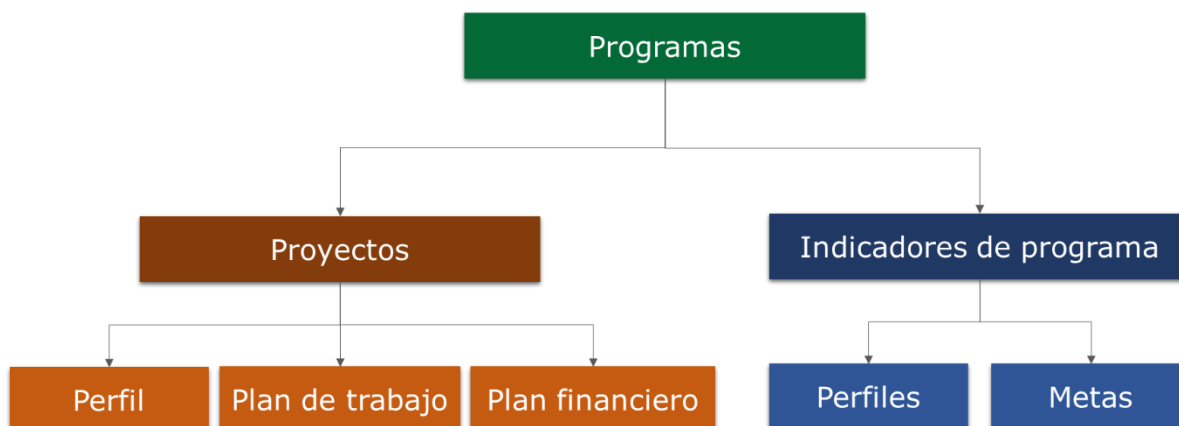 Programas
Proyectos
Indicadores de programa
Perfil
Plan de trabajo
Plan financiero
Perfiles
Metas